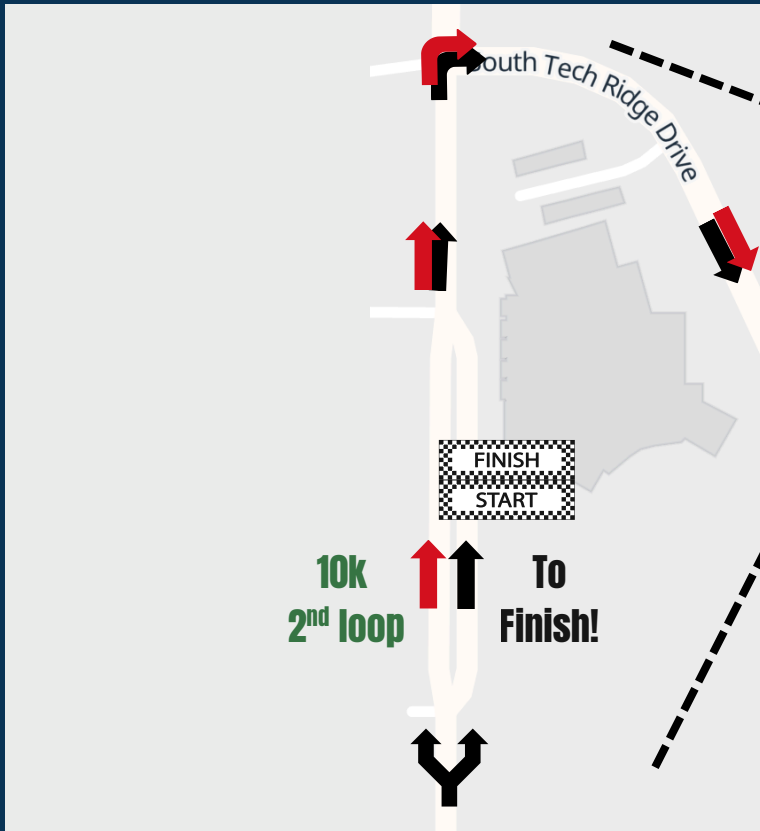 South Tech Ridge Drive
FINISH
START
10k
2nd loop
To
Finish!